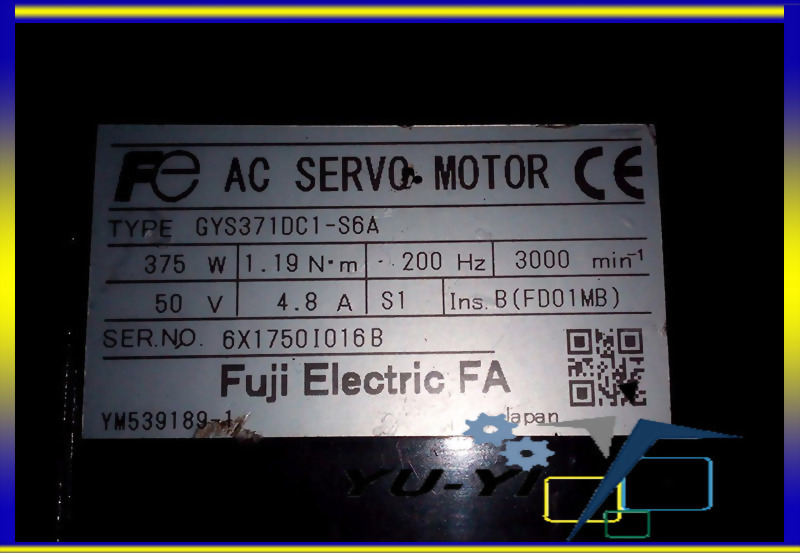 Fe AC SERVO MOTOR CE
TYPE GYS371DC1-S6A
375 W 1.19 N·m 200 Hz 3000 min-1
50 V 4.8 A S1 Ins. B(FD01MB)
SER.NO. 6X1750I016B
Fuji Electric FA
YM539189-1 Japan
YU-YI